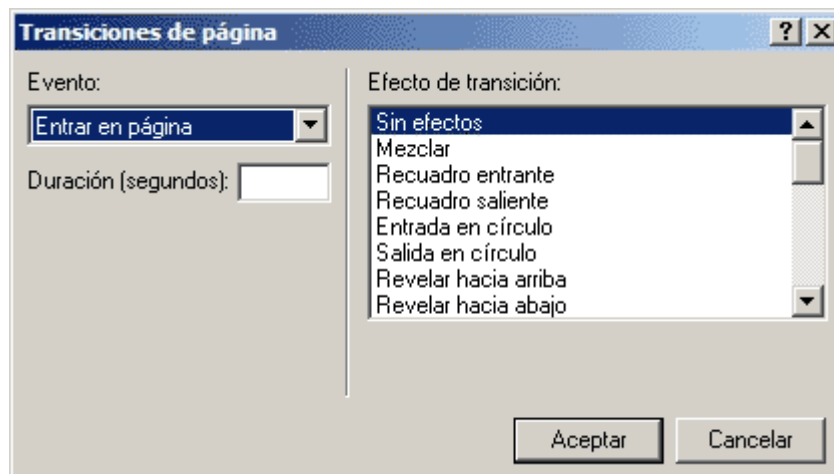 Transiciones de página
Evento:
Entrar en página
Duración (segundos):
Efecto de transición:
Sin efectos
Mezclar
Recuadro entrante
Recuadro saliente
Entrada en círculo
Salida en círculo
Revelar hacia arriba
Revelar hacia abajo
Aceptar
Cancelar